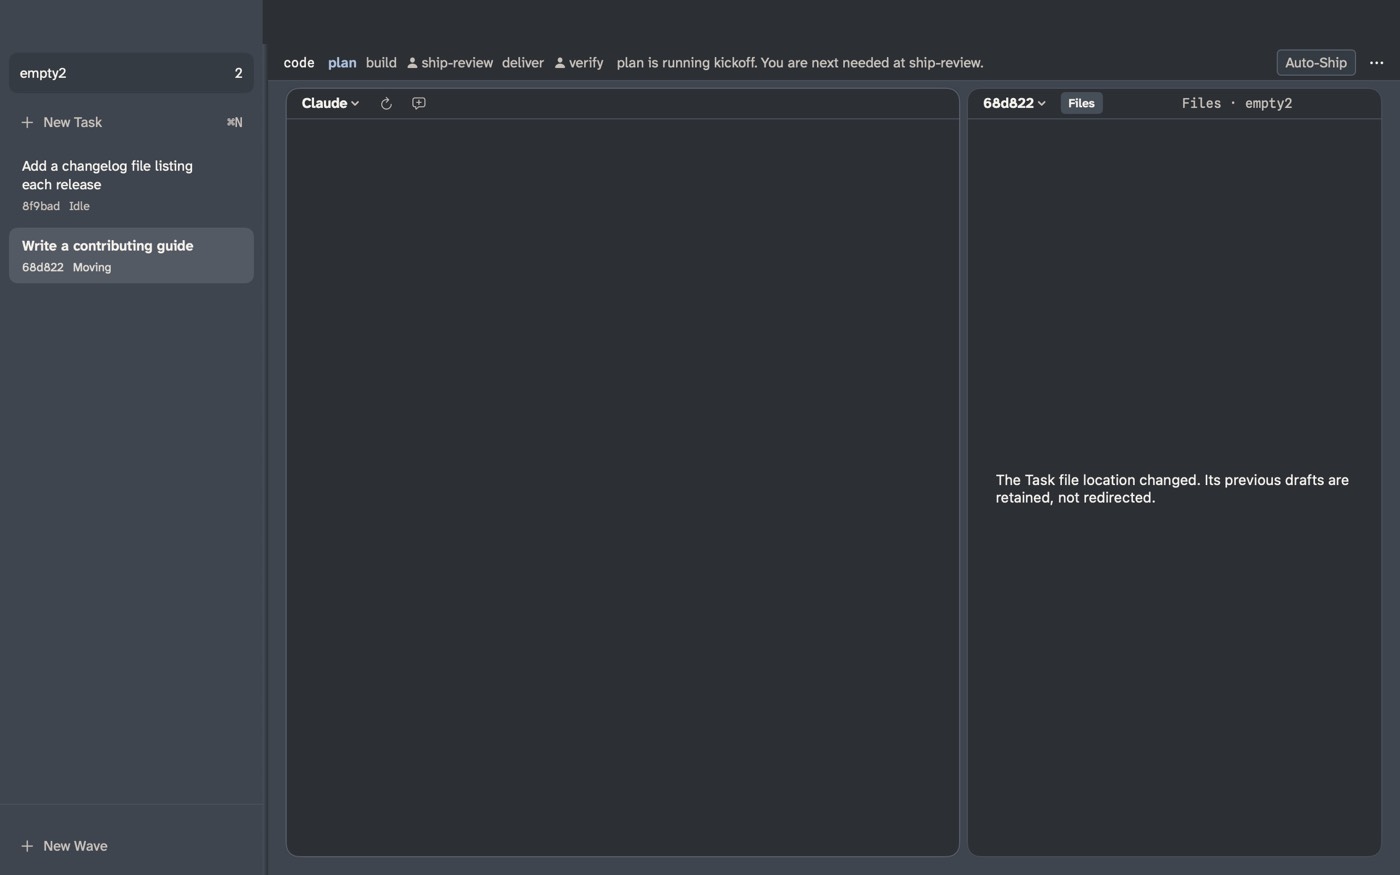 empty2 2
New Task ⌘N
Add a changelog file listing
each release
8f9bad Idle
Write a contributing guide
68d822 Moving
New Wave
code plan build ship-review deliver verify plan is running kickoff. You are next needed at ship-review.
Auto-Ship
Claude
68d822 Files Files · empty2
The Task file location changed. Its previous drafts are
retained, not redirected.